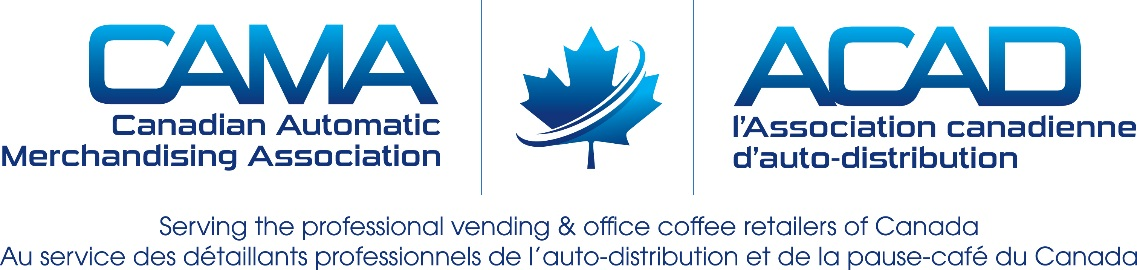 CAMA
Canadian Automatic
Merchandising Association
ACAD
l'Association canadienne
d'auto-distribution
Serving the professional vending & office coffee retailers of Canada
Au service des détaillants professionnels de l'auto-distribution et de la pause-café du Canada